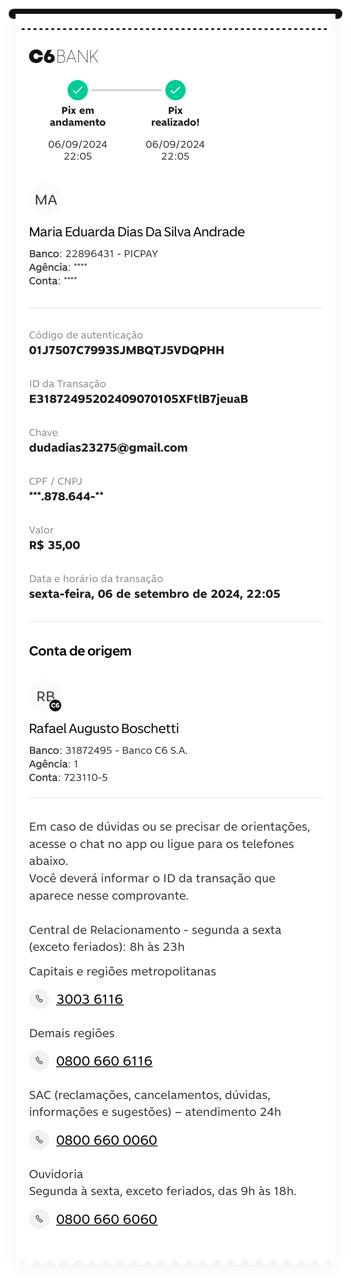 C6BANK
Pix em
andamento
Pix
realizado!
06/09/2024
22:05
06/09/2024
22:05
MA
Maria Eduarda Dias Da Silva Andrade
Banco: 22896431 - PICPAY
Agência: ****
Conta: ****
Código de autenticação
01J7507C7993SJMBQTJ5VDQPHH
ID da Transação
E31872495202409070105XFtlB7jeuaB
Chave
dudadias23275@gmail.com
CPF / CNPJ
***.878.644-**
Valor
R$ 35,00
Data e horário da transação
sexta-feira, 06 de setembro de 2024, 22:05
Conta de origem
RB
C6
Rafael Augusto Boschetti
Banco: 31872495 - Banco C6 S.A.
Agência: 1
Conta: 723110-5
Em caso de dúvidas ou se precisar de orientações,
acesse o chat no app ou ligue para os telefones
abaixo.
Você deverá informar o ID da transação que
aparece nesse comprovante.
Central de Relacionamento - segunda a sexta
(exceto feriados): 8h às 23h
Capitais e regiões metropolitanas
3003 6116
Demais regiões
0800 660 6116
SAC (reclamações, cancelamentos, dúvidas,
informações e sugestões) – atendimento 24h
0800 660 0060
Ouvidoria
Segunda à sexta, exceto feriados, das 9h às 18h.
0800 660 6060